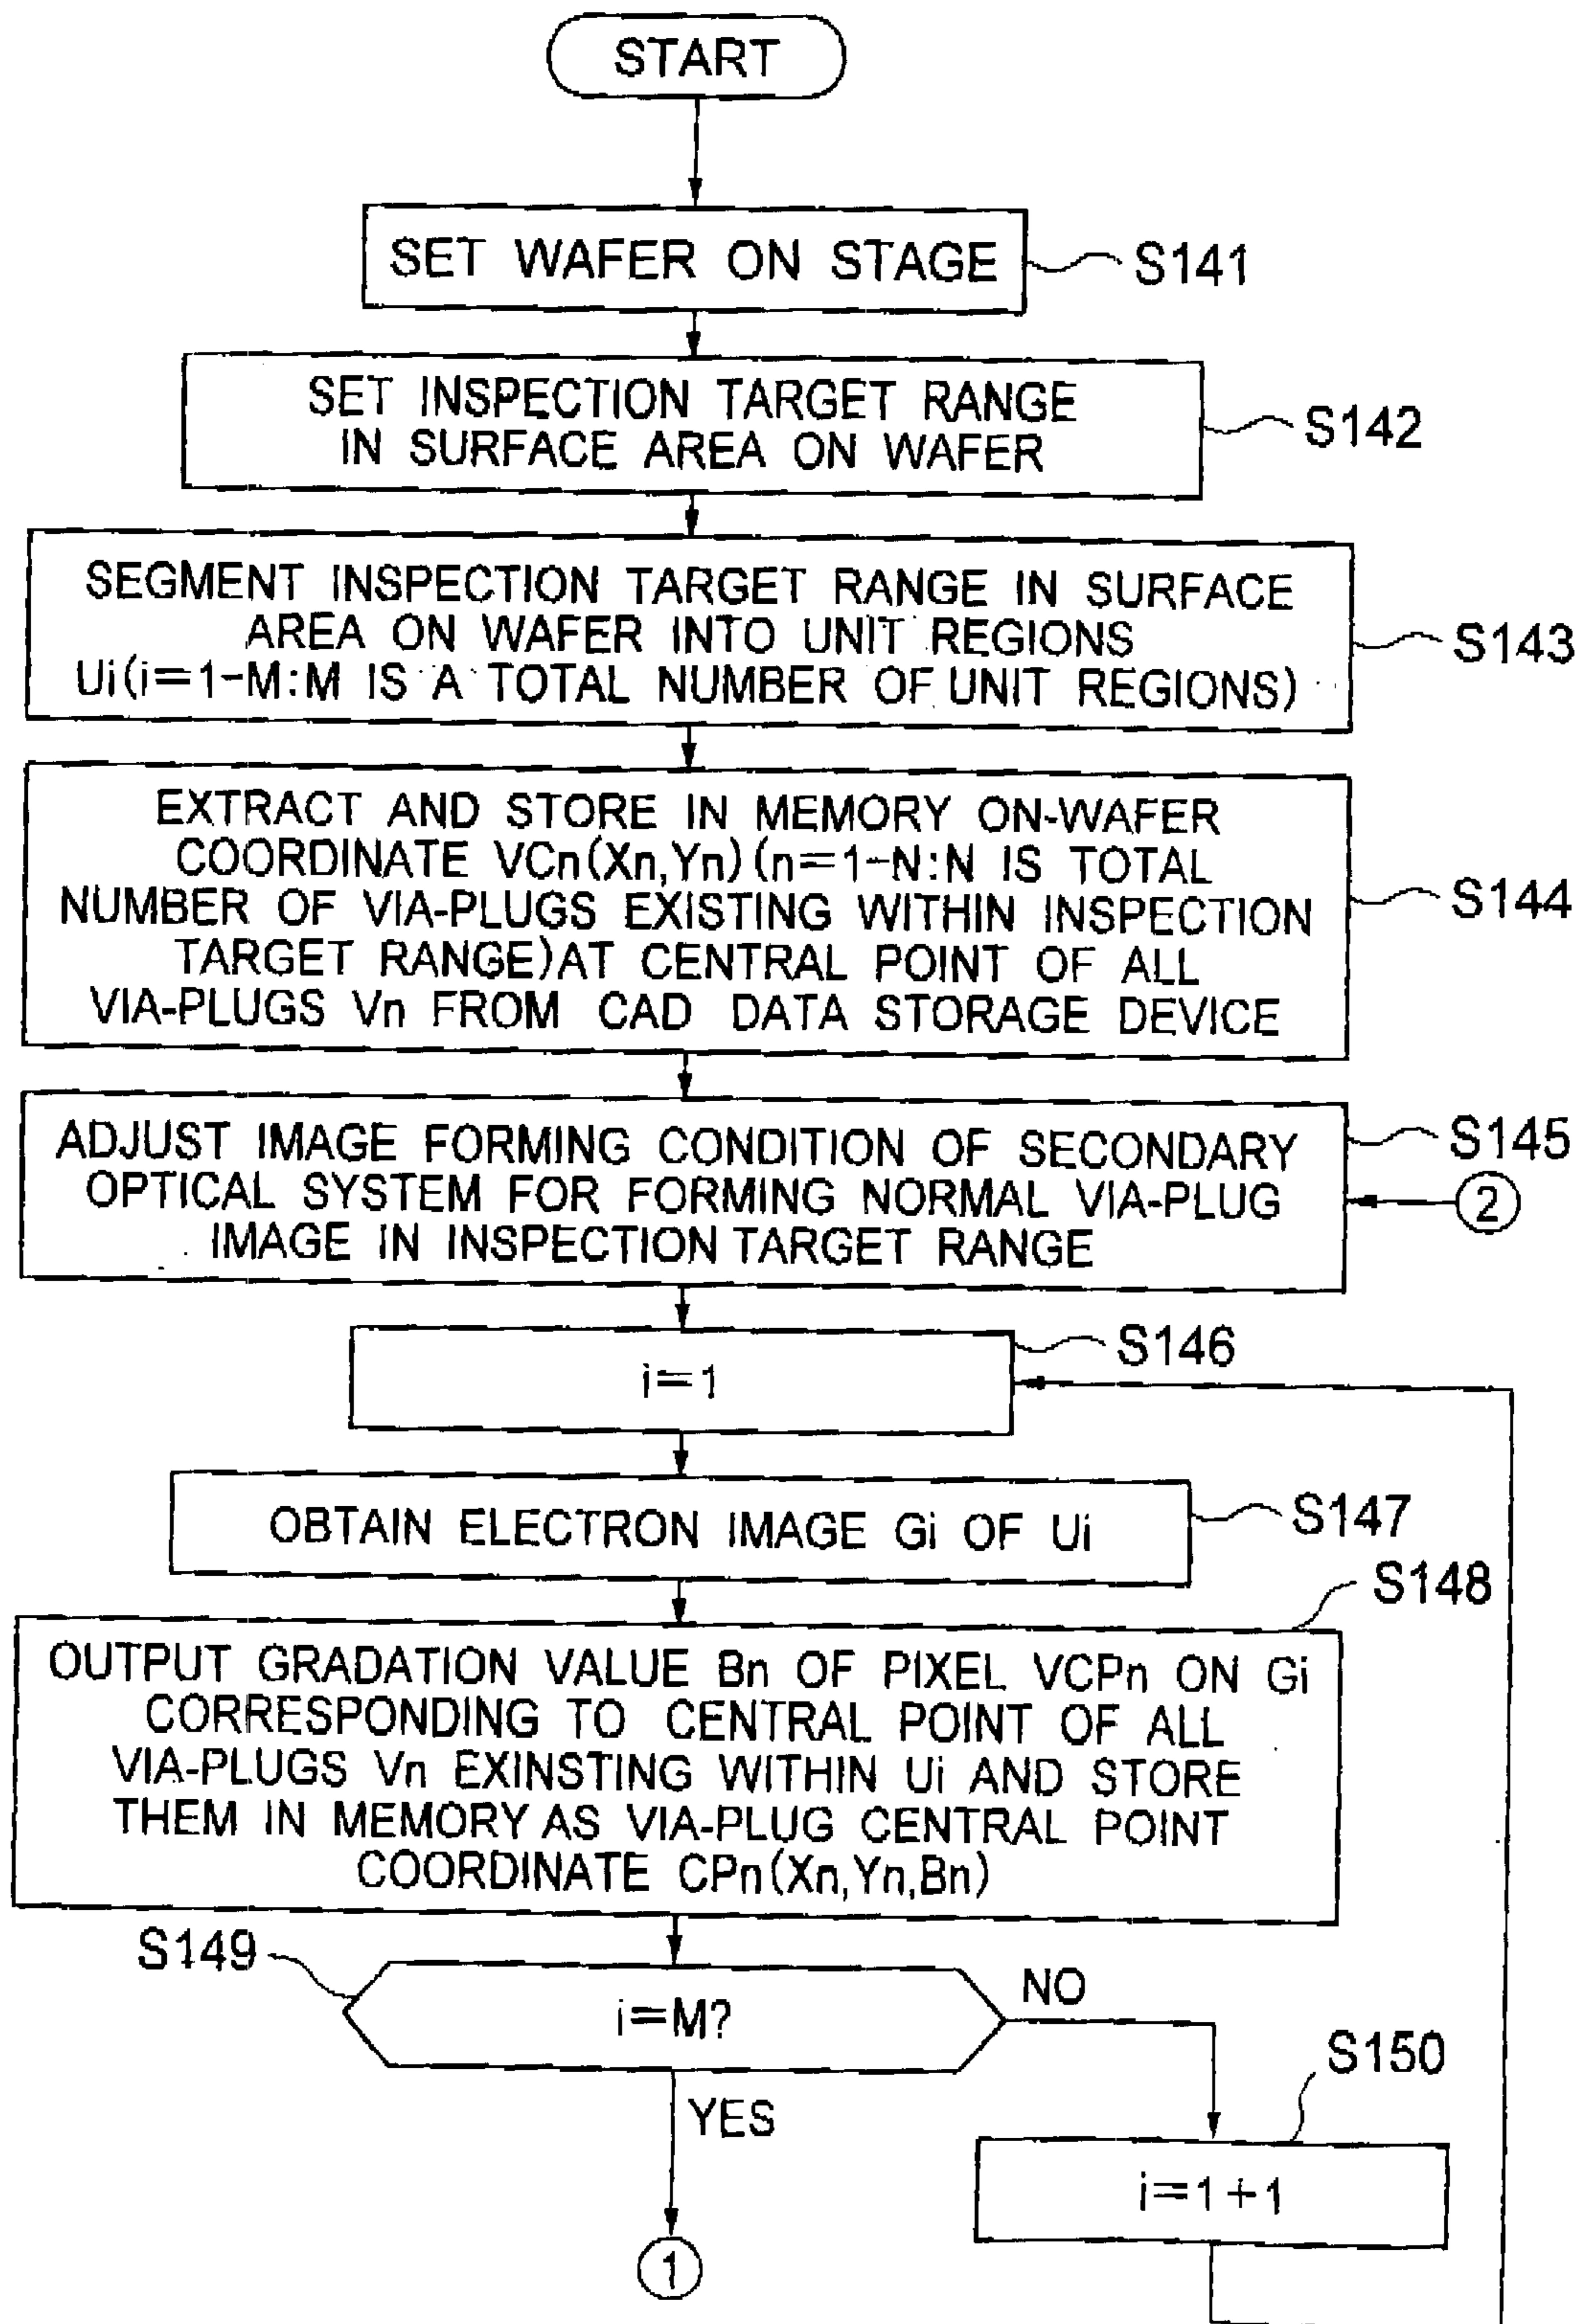 START
SET WAFER ON STAGE
S141
SET INSPECTION TARGET RANGE
IN SURFACE AREA ON WAFER
S142
SEGMENT INSPECTION TARGET RANGE IN SURFACE
AREA ON WAFER INTO UNIT REGIONS
Ui(i=1-M:M IS A TOTAL NUMBER OF UNIT REGIONS)
S143
EXTRACT AND STORE IN MEMORY ON-WAFER
COORDINATE VCn(Xn,Yn)(n=1-N:N IS TOTAL
NUMBER OF VIA-PLUGS EXISTING WITHIN INSPECTION
TARGET RANGE)AT CENTRAL POINT OF ALL
VIA-PLUGS Vn FROM CAD DATA STORAGE DEVICE
S144
ADJUST IMAGE FORMING CONDITION OF SECONDARY
OPTICAL SYSTEM FOR FORMING NORMAL VIA-PLUG
IMAGE IN INSPECTION TARGET RANGE
S145
2
i=1
S146
OBTAIN ELECTRON IMAGE Gi OF Ui
S147
S148
OUTPUT GRADATION VALUE Bn OF PIXEL VCPn ON Gi
CORRESPONDING TO CENTRAL POINT OF ALL
VIA-PLUGS Vn EXINSTING WITHIN Ui AND STORE
THEM IN MEMORY AS VIA-PLUG CENTRAL POINT
COORDINATE CPn(Xn,Yn,Bn)
S149
i=M?
NO
YES
S150
i=1+1
1